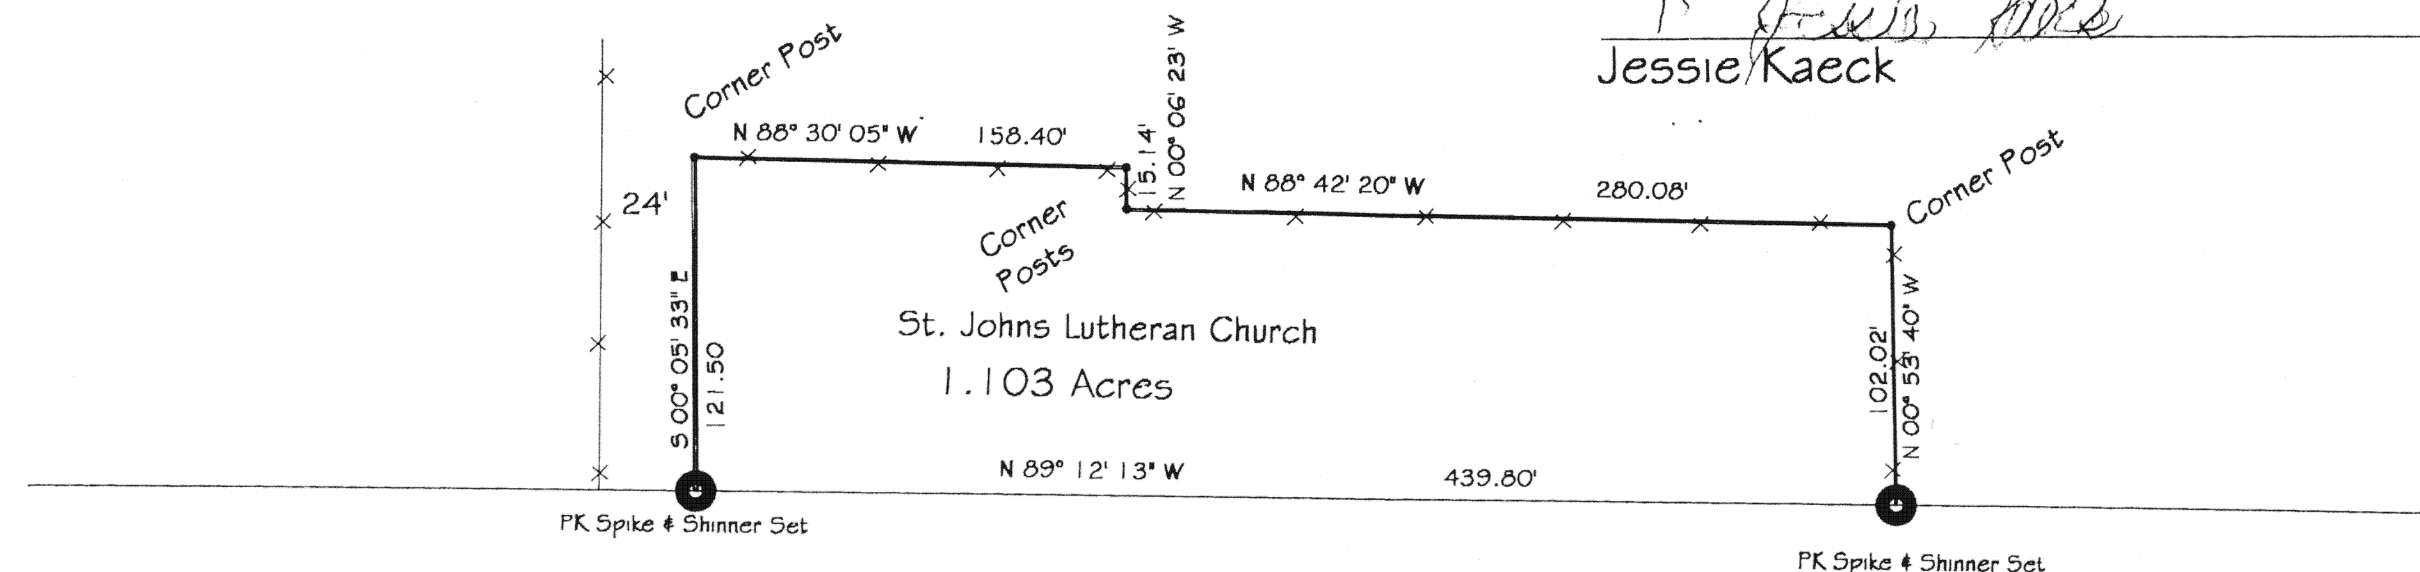 Jessie Kaeck
Corner Post
N 88° 30' 05" W 158.40'
15.14'
N 00° 06' 23' W
Corner Post
N 88° 42' 20" W 280.08'
24'
Corner
Posts
St. Johns Lutheran Church
1.103 Acres
S 00° 05' 33" E
121.50
102.02'
N 00° 53' 40" W
N 89° 12' 13" W 439.80'
PK Spike & Shinner Set
PK Spike & Shinner Set